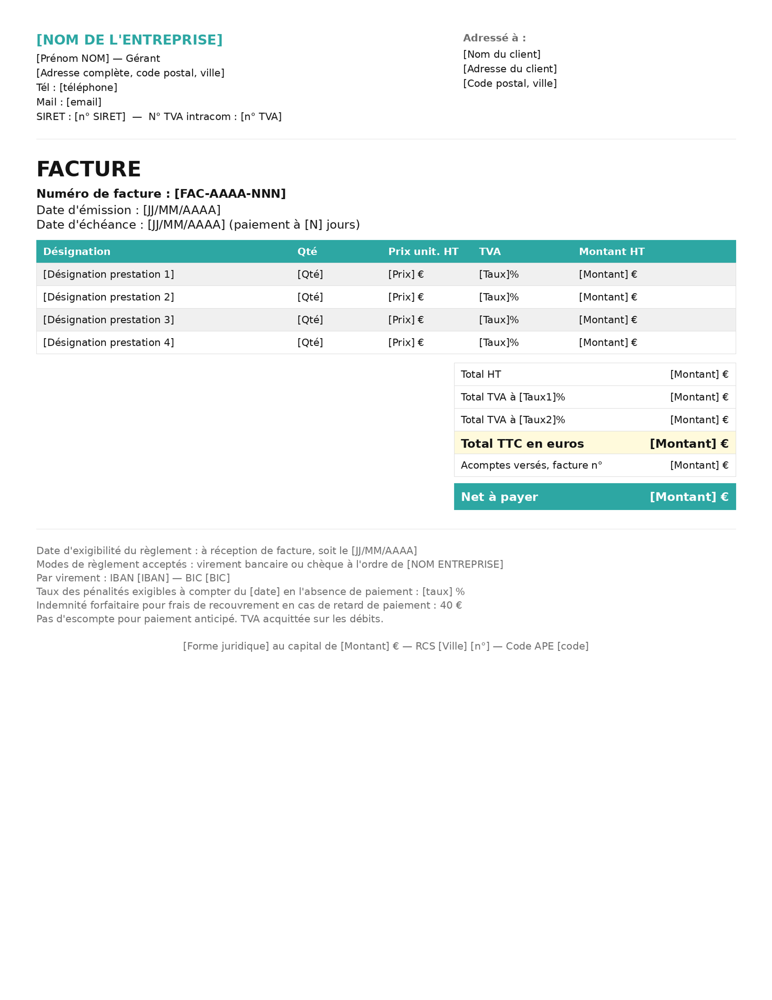 [NOM DE L'ENTREPRISE]
[Prénom NOM] — Gérant
[Adresse complète, code postal, ville]
Tél : [téléphone]
Mail : [email]
SIRET : [n° SIRET] — N° TVA intracom : [n° TVA]
Adressé à :
[Nom du client]
[Adresse du client]
[Code postal, ville]
FACTURE
Numéro de facture : [FAC-AAAA-NNN]
Date d'émission : [JJ/MM/AAAA]
Date d'échéance : [JJ/MM/AAAA] (paiement à [N] jours)
Désignation Qté Prix unit. HT TVA Montant HT
[Désignation prestation 1] [Qté] [Prix] € [Taux]% [Montant] €
[Désignation prestation 2] [Qté] [Prix] € [Taux]% [Montant] €
[Désignation prestation 3] [Qté] [Prix] € [Taux]% [Montant] €
[Désignation prestation 4] [Qté] [Prix] € [Taux]% [Montant] €
Total HT [Montant] €
Total TVA à [Taux1]% [Montant] €
Total TVA à [Taux2]% [Montant] €
Total TTC en euros [Montant] €
Acomptes versés, facture n° [Montant] €
Net à payer [Montant] €
Date d'exigibilité du règlement : à réception de facture, soit le [JJ/MM/AAAA]
Modes de règlement acceptés : virement bancaire ou chèque à l'ordre de [NOM ENTREPRISE]
Par virement : IBAN [IBAN] — BIC [BIC]
Taux des pénalités exigibles à compter du [date] en l'absence de paiement : [taux] %
Indemnité forfaitaire pour frais de recouvrement en cas de retard de paiement : 40 €
Pas d'escompte pour paiement anticipé. TVA acquittée sur les débits.
[Forme juridique] au capital de [Montant] € — RCS [Ville] [n°] — Code APE [code]